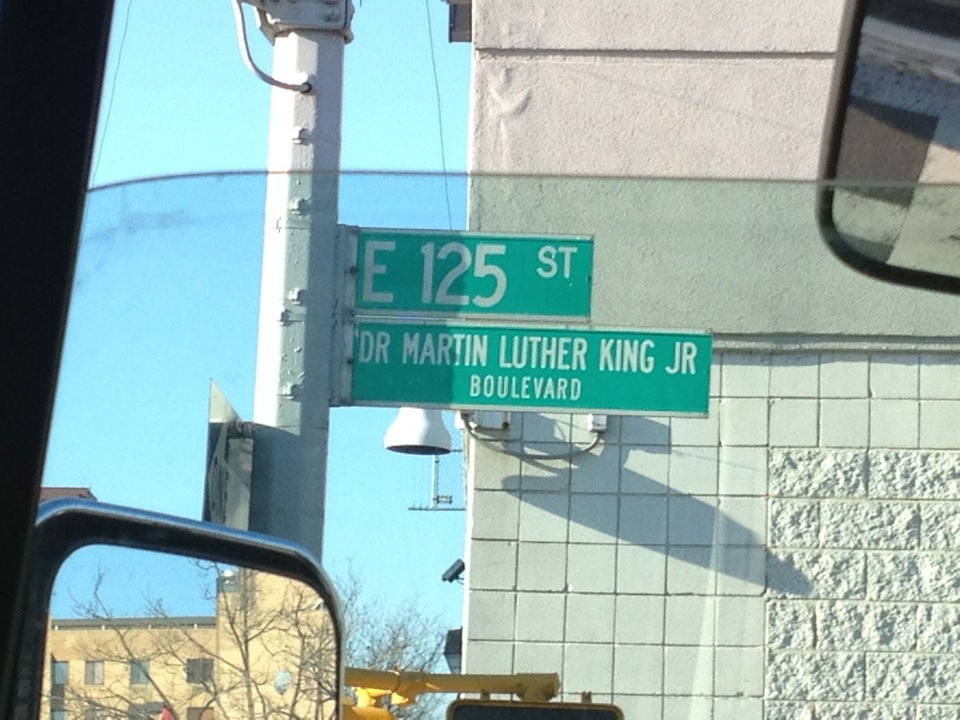 E 125 ST
DR MARTIN LUTHER KING JR
BOULEVARD